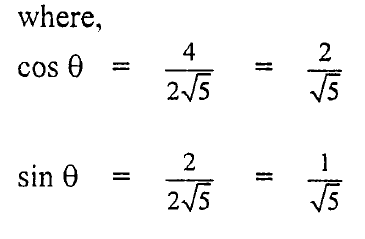 where,
cos θ = 4/2√5 = 2/√5
sin θ = 2/2√5 = 1/√5